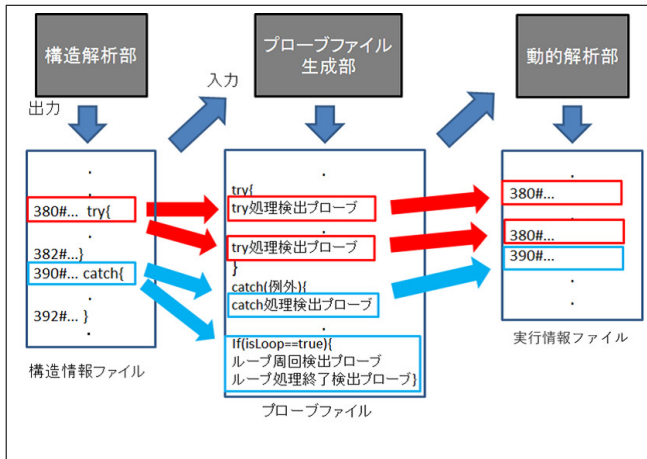 構造解析部
プローブファイル
生成部
動的解析部
出力
入力
.
.
380#... try{
.
382#...}
390#... catch{
.
392#... }
.
構造情報ファイル
.
try{
try処理検出プローブ
.
try処理検出プローブ
}
catch(例外){
catch処理検出プローブ
.
If(isLoop==true){
ループ周回検出プローブ
ループ処理終了検出プローブ}
プローブファイル
.
380#...
.
380#...
390#...
.
.
実行情報ファイル